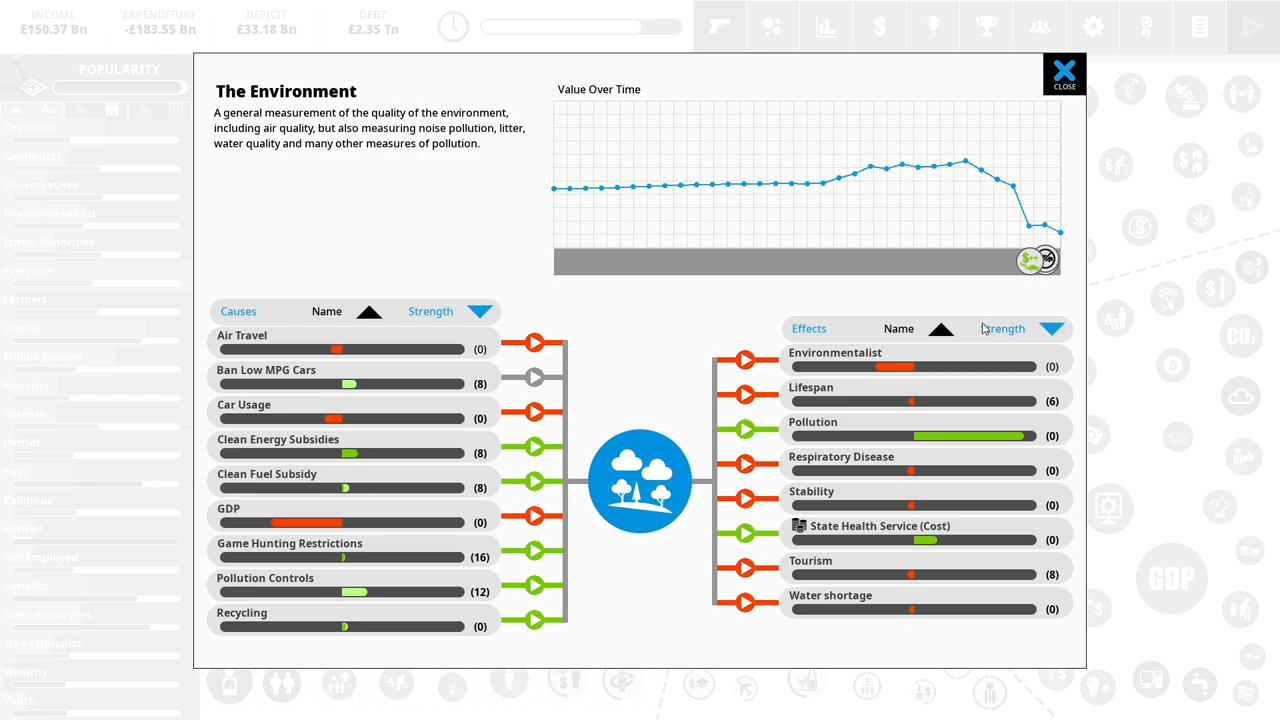 INCOME
£150.37 Bn
EXPENDITURE
-£183.55 Bn
DEFICIT
£33.18 Bn
DEBT
£2.35 Tn
POPULARITY
Capitalist
Commuter
Conservatives
Environmentalist
Ethnic Minorities
Everyone
Farmers
Liberal
Middle Income
Motorist
Parents
Patriot
Poor
Religious
Retired
Self Employed
Socialist
State Employees
Trade Unionist
Wealthy
Youth
CLOSE
The Environment
A general measurement of the quality of the environment,
including air quality, but also measuring noise pollution, litter,
water quality and many other measures of pollution.
Value Over Time
Causes Name Strength
Air Travel
(0)
Ban Low MPG Cars
(8)
Car Usage
(0)
Clean Energy Subsidies
(8)
Clean Fuel Subsidy
(8)
GDP
(0)
Game Hunting Restrictions
(16)
Pollution Controls
(12)
Recycling
(0)
Effects Name Strength
Environmentalist
(0)
Lifespan
(6)
Pollution
(0)
Respiratory Disease
(0)
Stability
(0)
State Health Service (Cost)
(0)
Tourism
(8)
Water shortage
(0)
CO₂
GDP